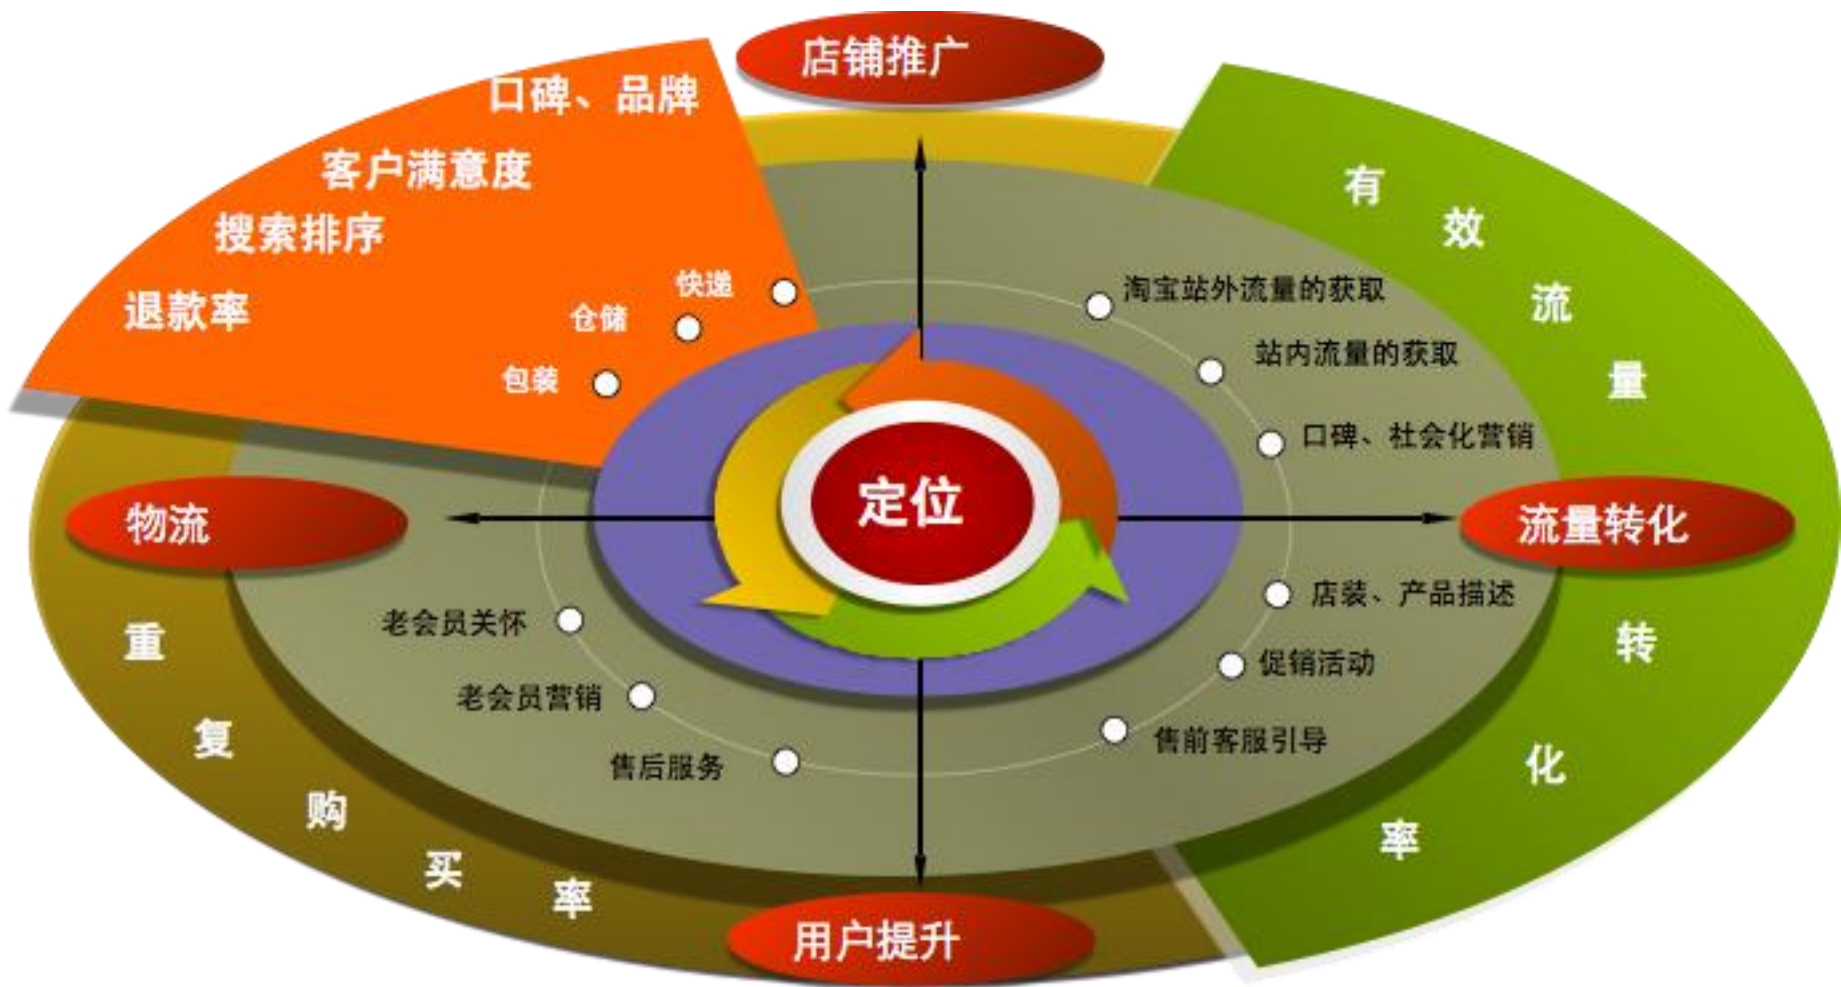 店铺推广
口碑、品牌
客户满意度
搜索排序
退款率
快递
仓储
包装
有效流量
淘宝站外流量的获取
站内流量的获取
口碑、社会化营销
定位
物流
流量转化
店装、产品描述
促销活动
售前客服引导
转化率
老会员关怀
老会员营销
售后服务
重复购买率
用户提升